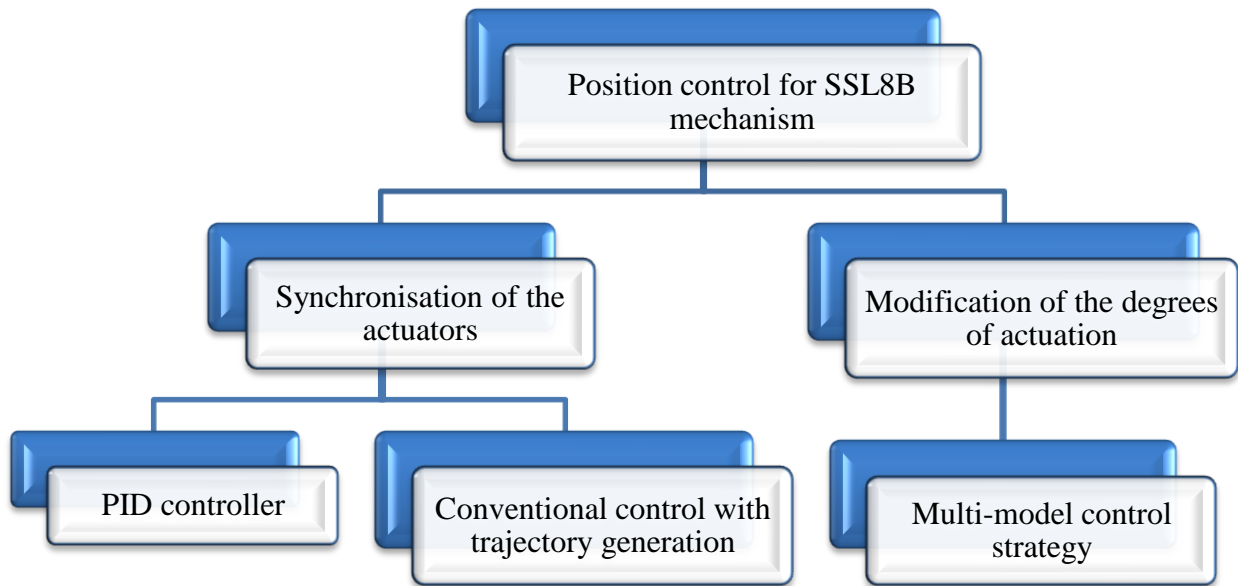 Position control for SSL8B
mechanism
Synchronisation of the
actuators
Modification of the degrees
of actuation
PID controller
Conventional control with
trajectory generation
Multi-model control
strategy